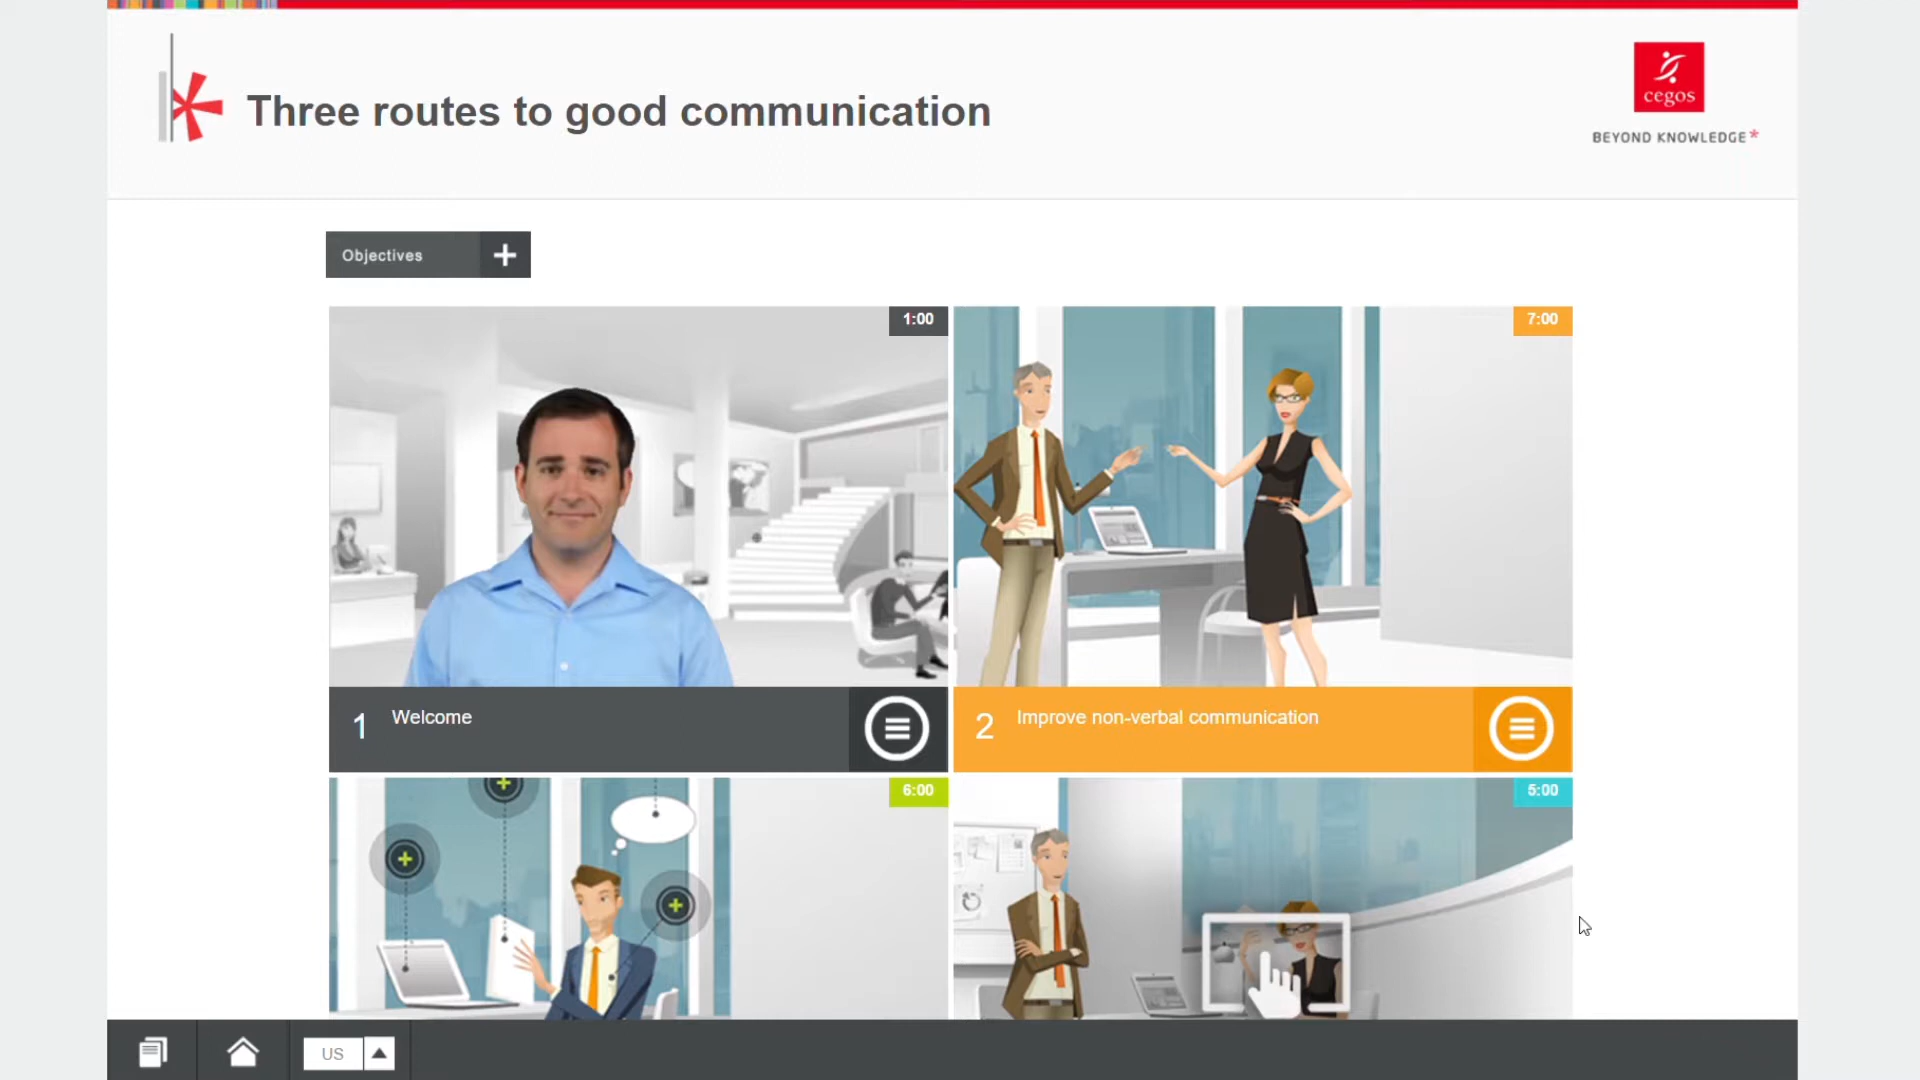 Three routes to good communication
cegos
BEYOND KNOWLEDGE*
Objectives
1:00
7:00
1 Welcome
2 Improve non-verbal communication
6:00
5:00
US